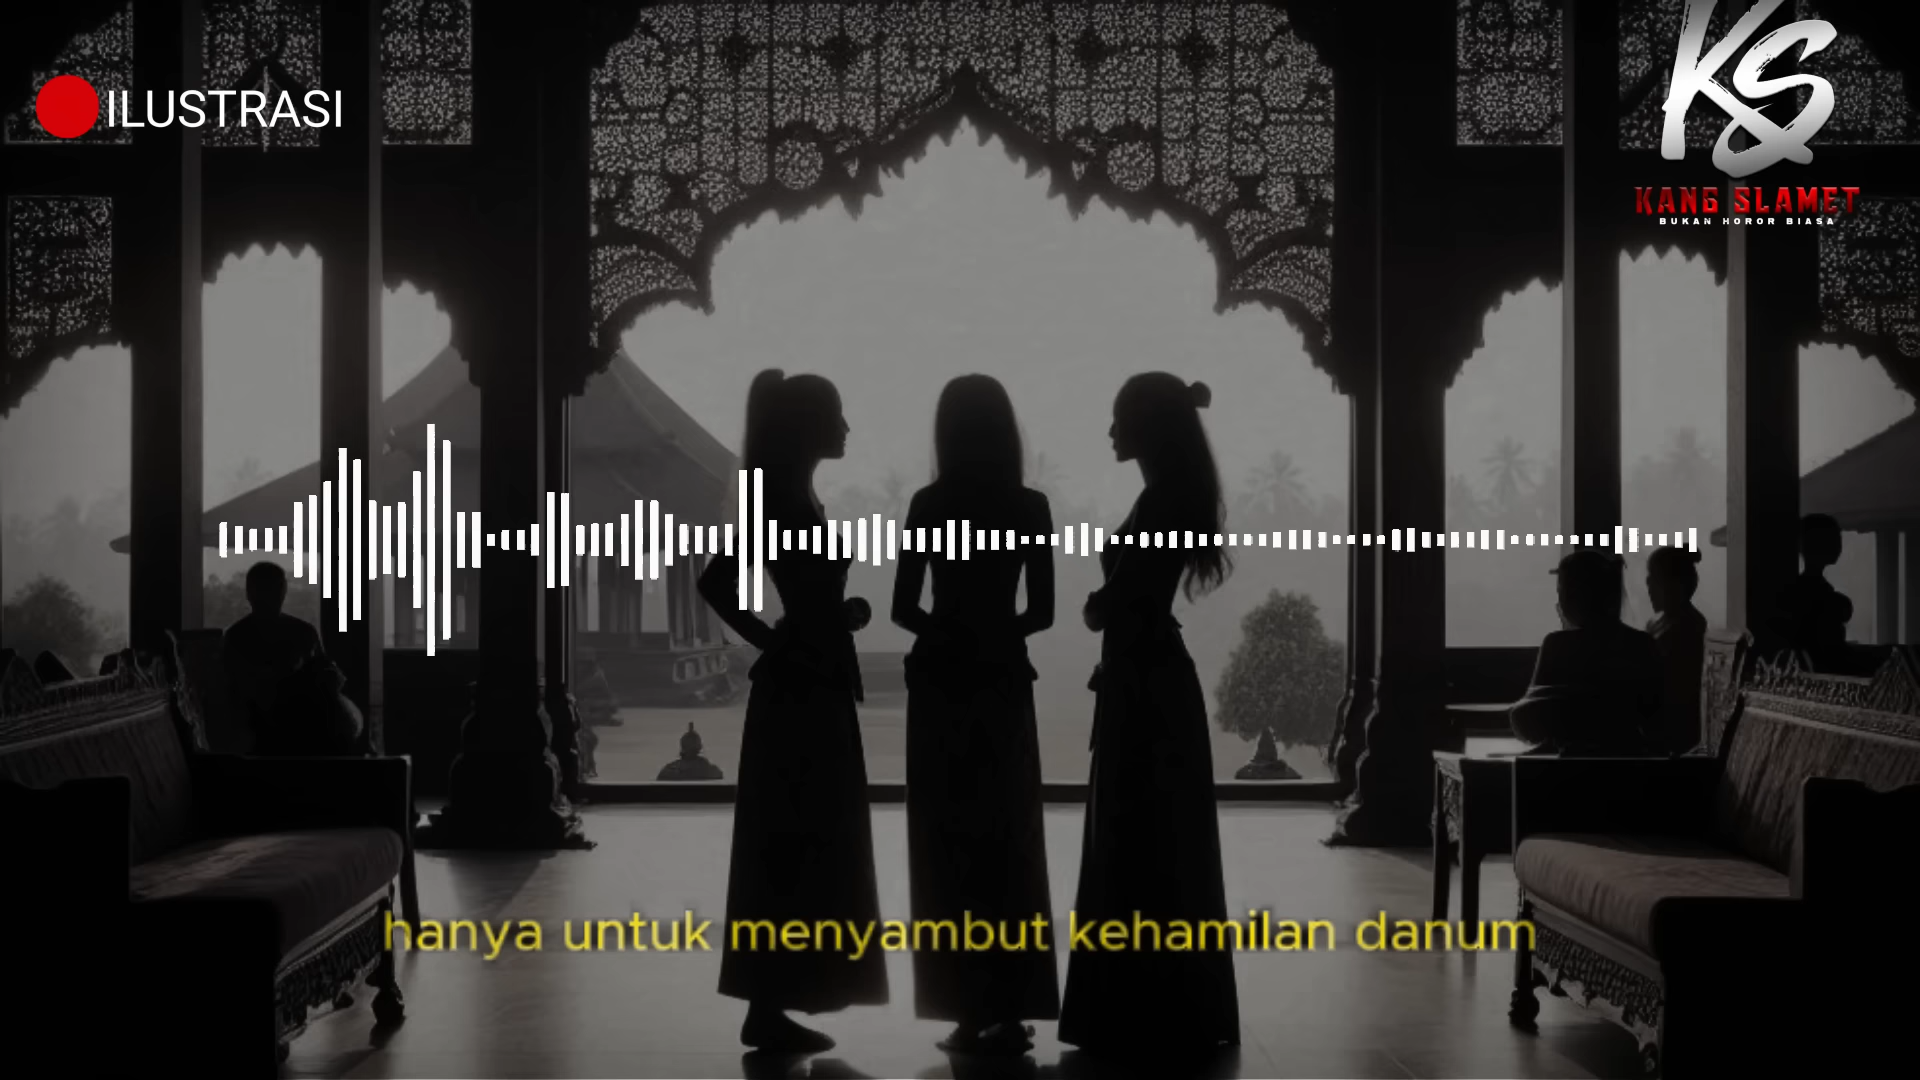 ILUSTRASI
KS
KANG SLAMET
BUKAN HOROR BIASA
hanya untuk menyambut kehamilan danum